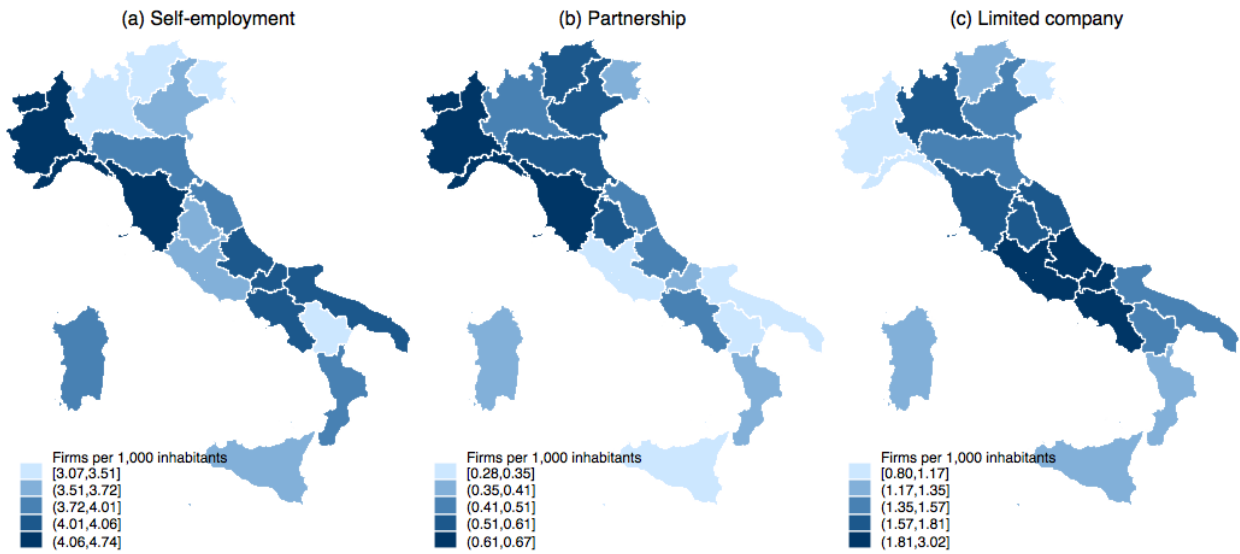 (a) Self-employment
(b) Partnership
(c) Limited company
Firms per 1,000 inhabitants
[3.07,3.51]
(3.51,3.72]
(3.72,4.01]
(4.01,4.06]
(4.06,4.74]
Firms per 1,000 inhabitants
[0.28,0.35]
(0.35,0.41]
(0.41,0.51]
(0.51,0.61]
(0.61,0.67]
Firms per 1,000 inhabitants
[0.80,1.17]
(1.17,1.35]
(1.35,1.57]
(1.57,1.81]
(1.81,3.02]